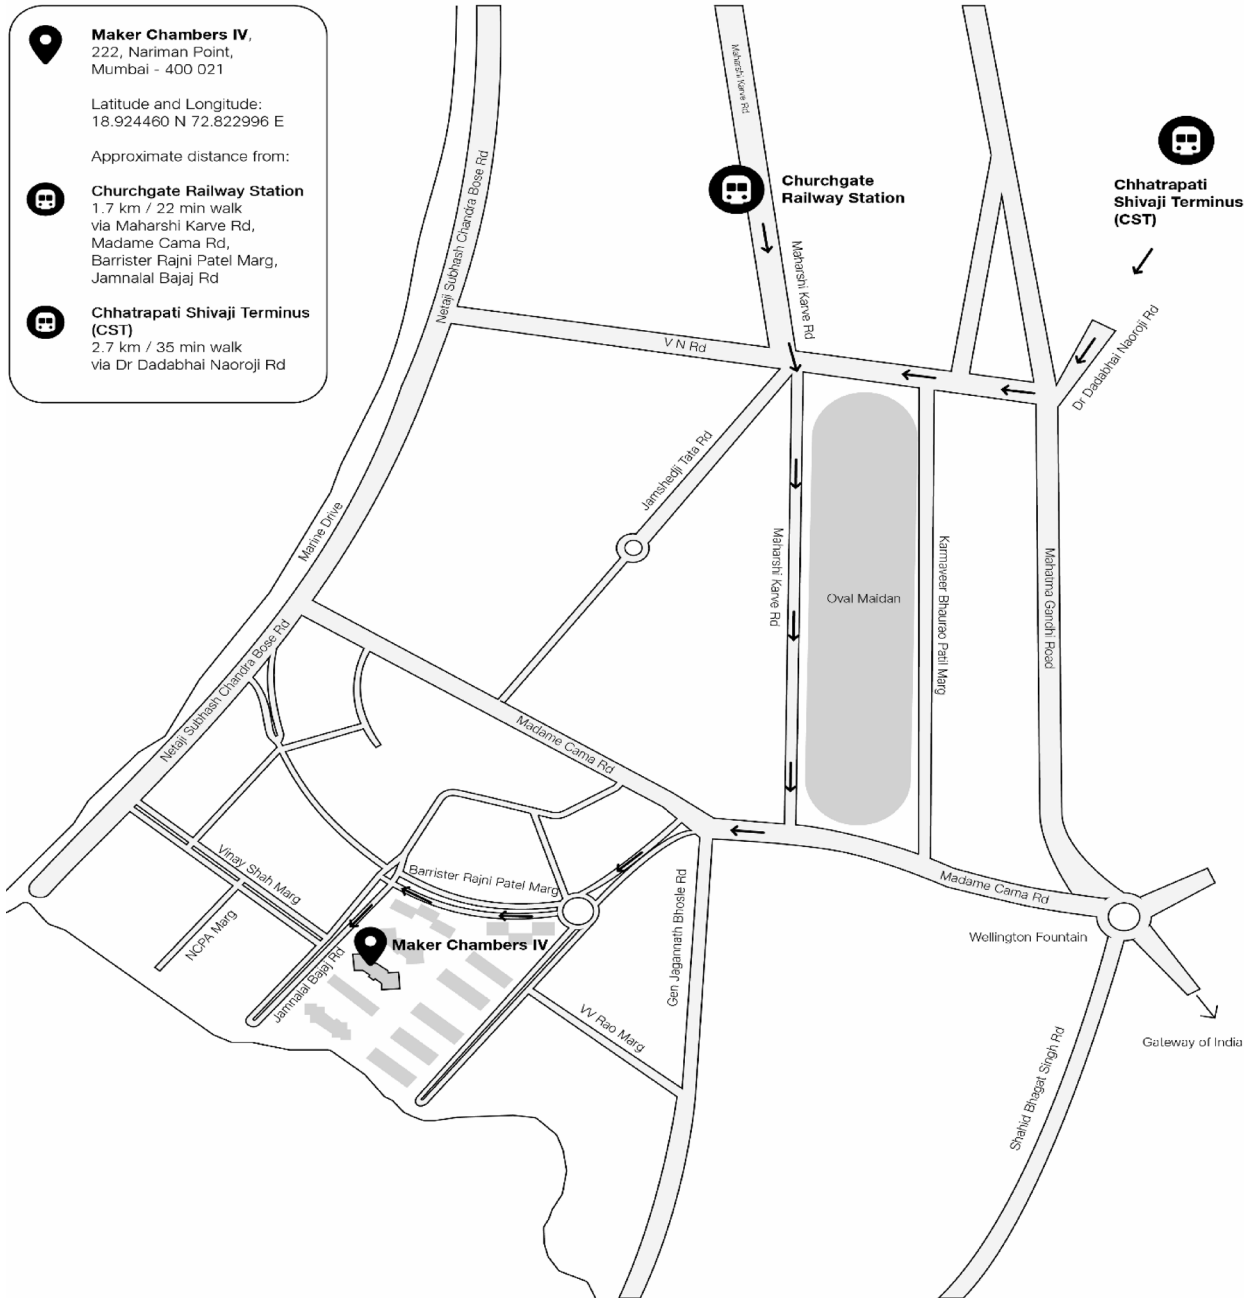 Maker Chambers IV,
222, Nariman Point,
Mumbai - 400 021
Latitude and Longitude:
18.924460 N 72.822996 E
Approximate distance from:
Churchgate Railway Station
1.7 km / 22 min walk
via Maharshi Karve Rd,
Madame Cama Rd,
Barrister Rajni Patel Marg,
Jamnalal Bajaj Rd
Chhatrapati Shivaji Terminus
(CST)
2.7 km / 35 min walk
via Dr Dadabhai Naoroji Rd
Maharshi Karve Rd
Churchgate
Railway Station
Chhatrapati
Shivaji Terminus
(CST)
Netaji Subhash Chandra Bose Rd
Maharshi Karve Rd
V N Rd
Dr Dadabhai Naoroji Rd
Jamshedji Tata Rd
Marine Drive
Maharshi Karve Rd
Oval Maidan
Karmaveer Bhaurao Patil Marg
Mahatma Gandhi Road
Netaji Subhash Chandra Bose Rd
Madame Cama Rd
Vinay Shah Marg
Barrister Rajni Patel Marg
Madame Cama Rd
NCPA Marg
Maker Chambers IV
Gen Jagannath Bhosle Rd
Wellington Fountain
Jamnalal Bajaj Rd
VV Rao Marg
Gateway of India
Shahid Bhagat Singh Rd